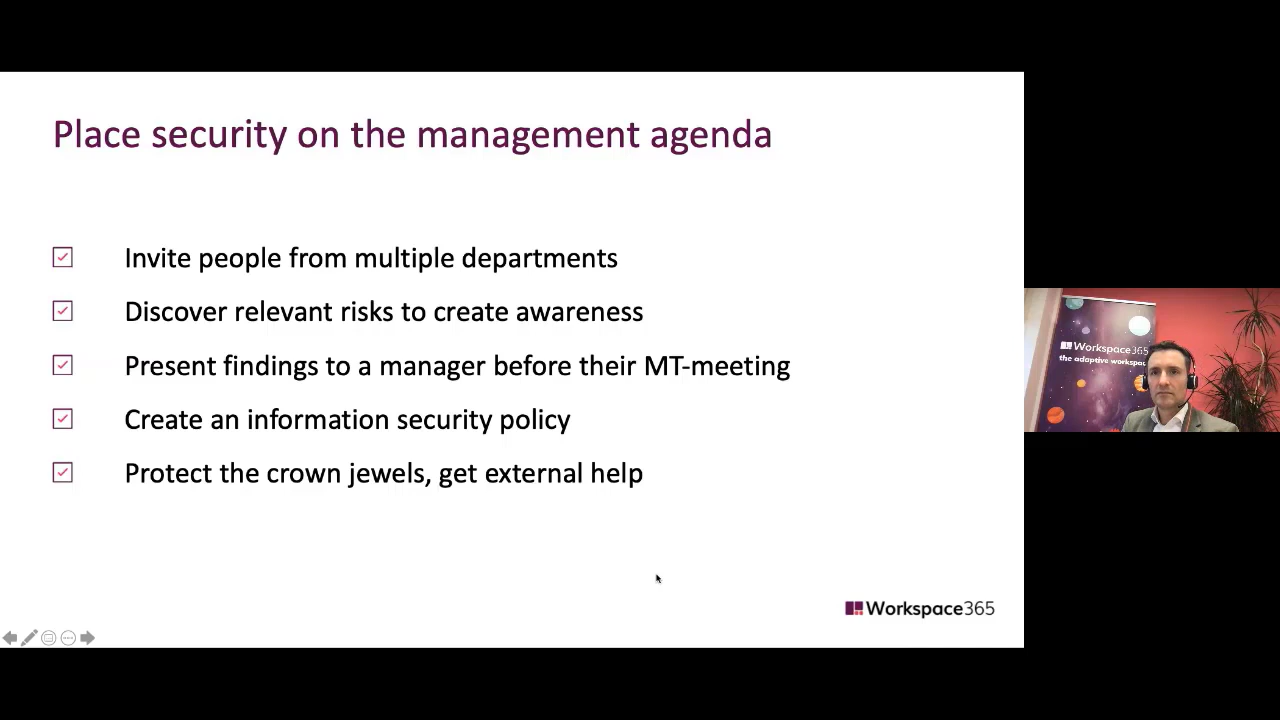 Place security on the management agenda
Invite people from multiple departments
Discover relevant risks to create awareness
Present findings to a manager before their MT-meeting
Create an information security policy
Protect the crown jewels, get external help
Workspace365
Workspace365
the adaptive workspac